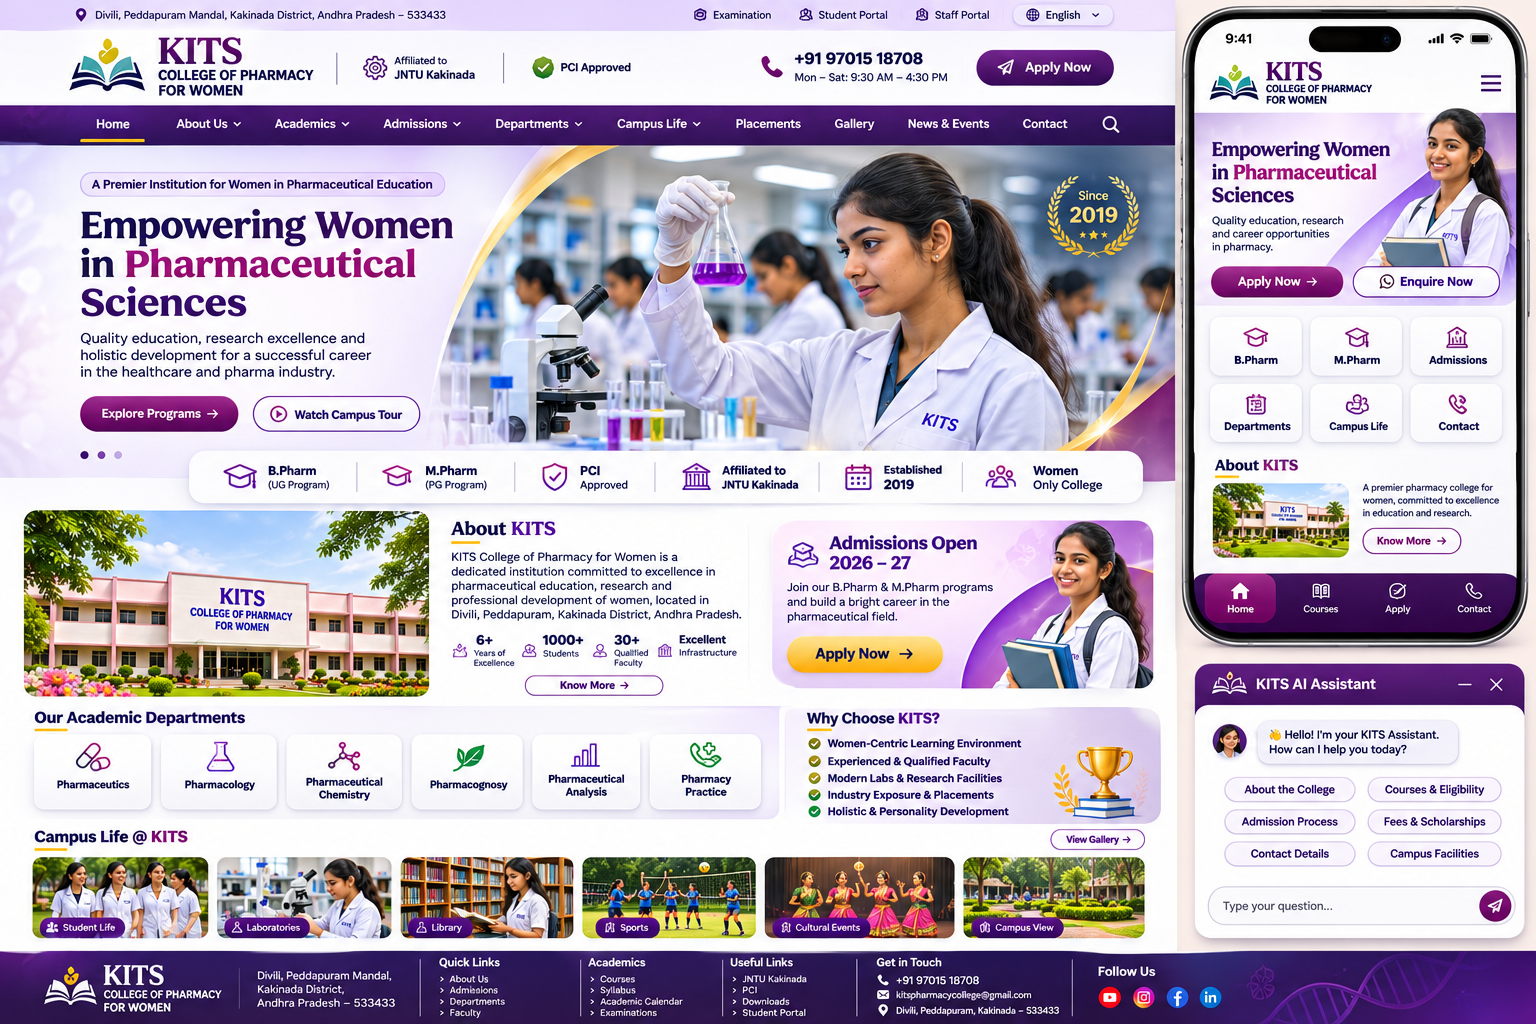 Divili, Peddapuram Mandal, Kakinada District, Andhra Pradesh – 533433
Examination
Student Portal
Staff Portal
English
KITS
COLLEGE OF PHARMACY
FOR WOMEN
Affiliated to
JNTU Kakinada
PCI Approved
+91 97015 18708
Mon – Sat: 9:30 AM – 4:30 PM
Apply Now
Home
About Us
Academics
Admissions
Departments
Campus Life
Placements
Gallery
News & Events
Contact
A Premier Institution for Women in Pharmaceutical Education
Empowering Women
in Pharmaceutical
Sciences
Quality education, research excellence and
holistic development for a successful career
in the healthcare and pharma industry.
Explore Programs →
Watch Campus Tour
Since
2019
KITS
B.Pharm
(UG Program)
M.Pharm
(PG Program)
PCI
Approved
Affiliated to
JNTU Kakinada
Established
2019
Women
Only College
KITS
COLLEGE OF PHARMACY
FOR WOMEN
About KITS
KITS College of Pharmacy for Women is a
dedicated institution committed to excellence in
pharmaceutical education, research and
professional development of women, located in
Divili, Peddapuram, Kakinada District, Andhra Pradesh.
6+
Years of
Excellence
1000+
Students
30+
Qualified
Faculty
Excellent
Infrastructure
Know More →
Admissions Open
2026 – 27
Join our B.Pharm & M.Pharm programs
and build a bright career in the
pharmaceutical field.
Apply Now →
Our Academic Departments
Pharmaceutics
Pharmacology
Pharmaceutical
Chemistry
Pharmacognosy
Pharmaceutical
Analysis
Pharmacy
Practice
Why Choose KITS?
Women-Centric Learning Environment
Experienced & Qualified Faculty
Modern Labs & Research Facilities
Industry Exposure & Placements
Holistic & Personality Development
Campus Life @ KITS
View Gallery →
Student Life
Laboratories
Library
Sports
Cultural Events
Campus View
KITS
COLLEGE OF PHARMACY
FOR WOMEN
Divili, Peddapuram Mandal,
Kakinada District,
Andhra Pradesh – 533433
Quick Links
> About Us
> Admissions
> Departments
> Faculty
Academics
> Courses
> Syllabus
> Academic Calendar
> Examinations
Useful Links
> JNTU Kakinada
> PCI
> Downloads
> Student Portal
Get in Touch
+91 97015 18708
kitspharmacycollege@gmail.com
Divili, Peddapuram, Kakinada – 533433
Follow Us
9:41
KITS
COLLEGE OF PHARMACY
FOR WOMEN
Empowering Women
in Pharmaceutical
Sciences
Quality education, research
and career opportunities
in pharmacy.
Apply Now →
Enquire Now
B.Pharm
M.Pharm
Admissions
Departments
Campus Life
Contact
About KITS
KITS
A premier pharmacy college for
women, committed to excellence
in education and research.
Know More →
Home
Courses
Apply
Contact
KITS AI Assistant
👋 Hello! I'm your KITS Assistant.
How can I help you today?
About the College
Courses & Eligibility
Admission Process
Fees & Scholarships
Contact Details
Campus Facilities
Type your question...